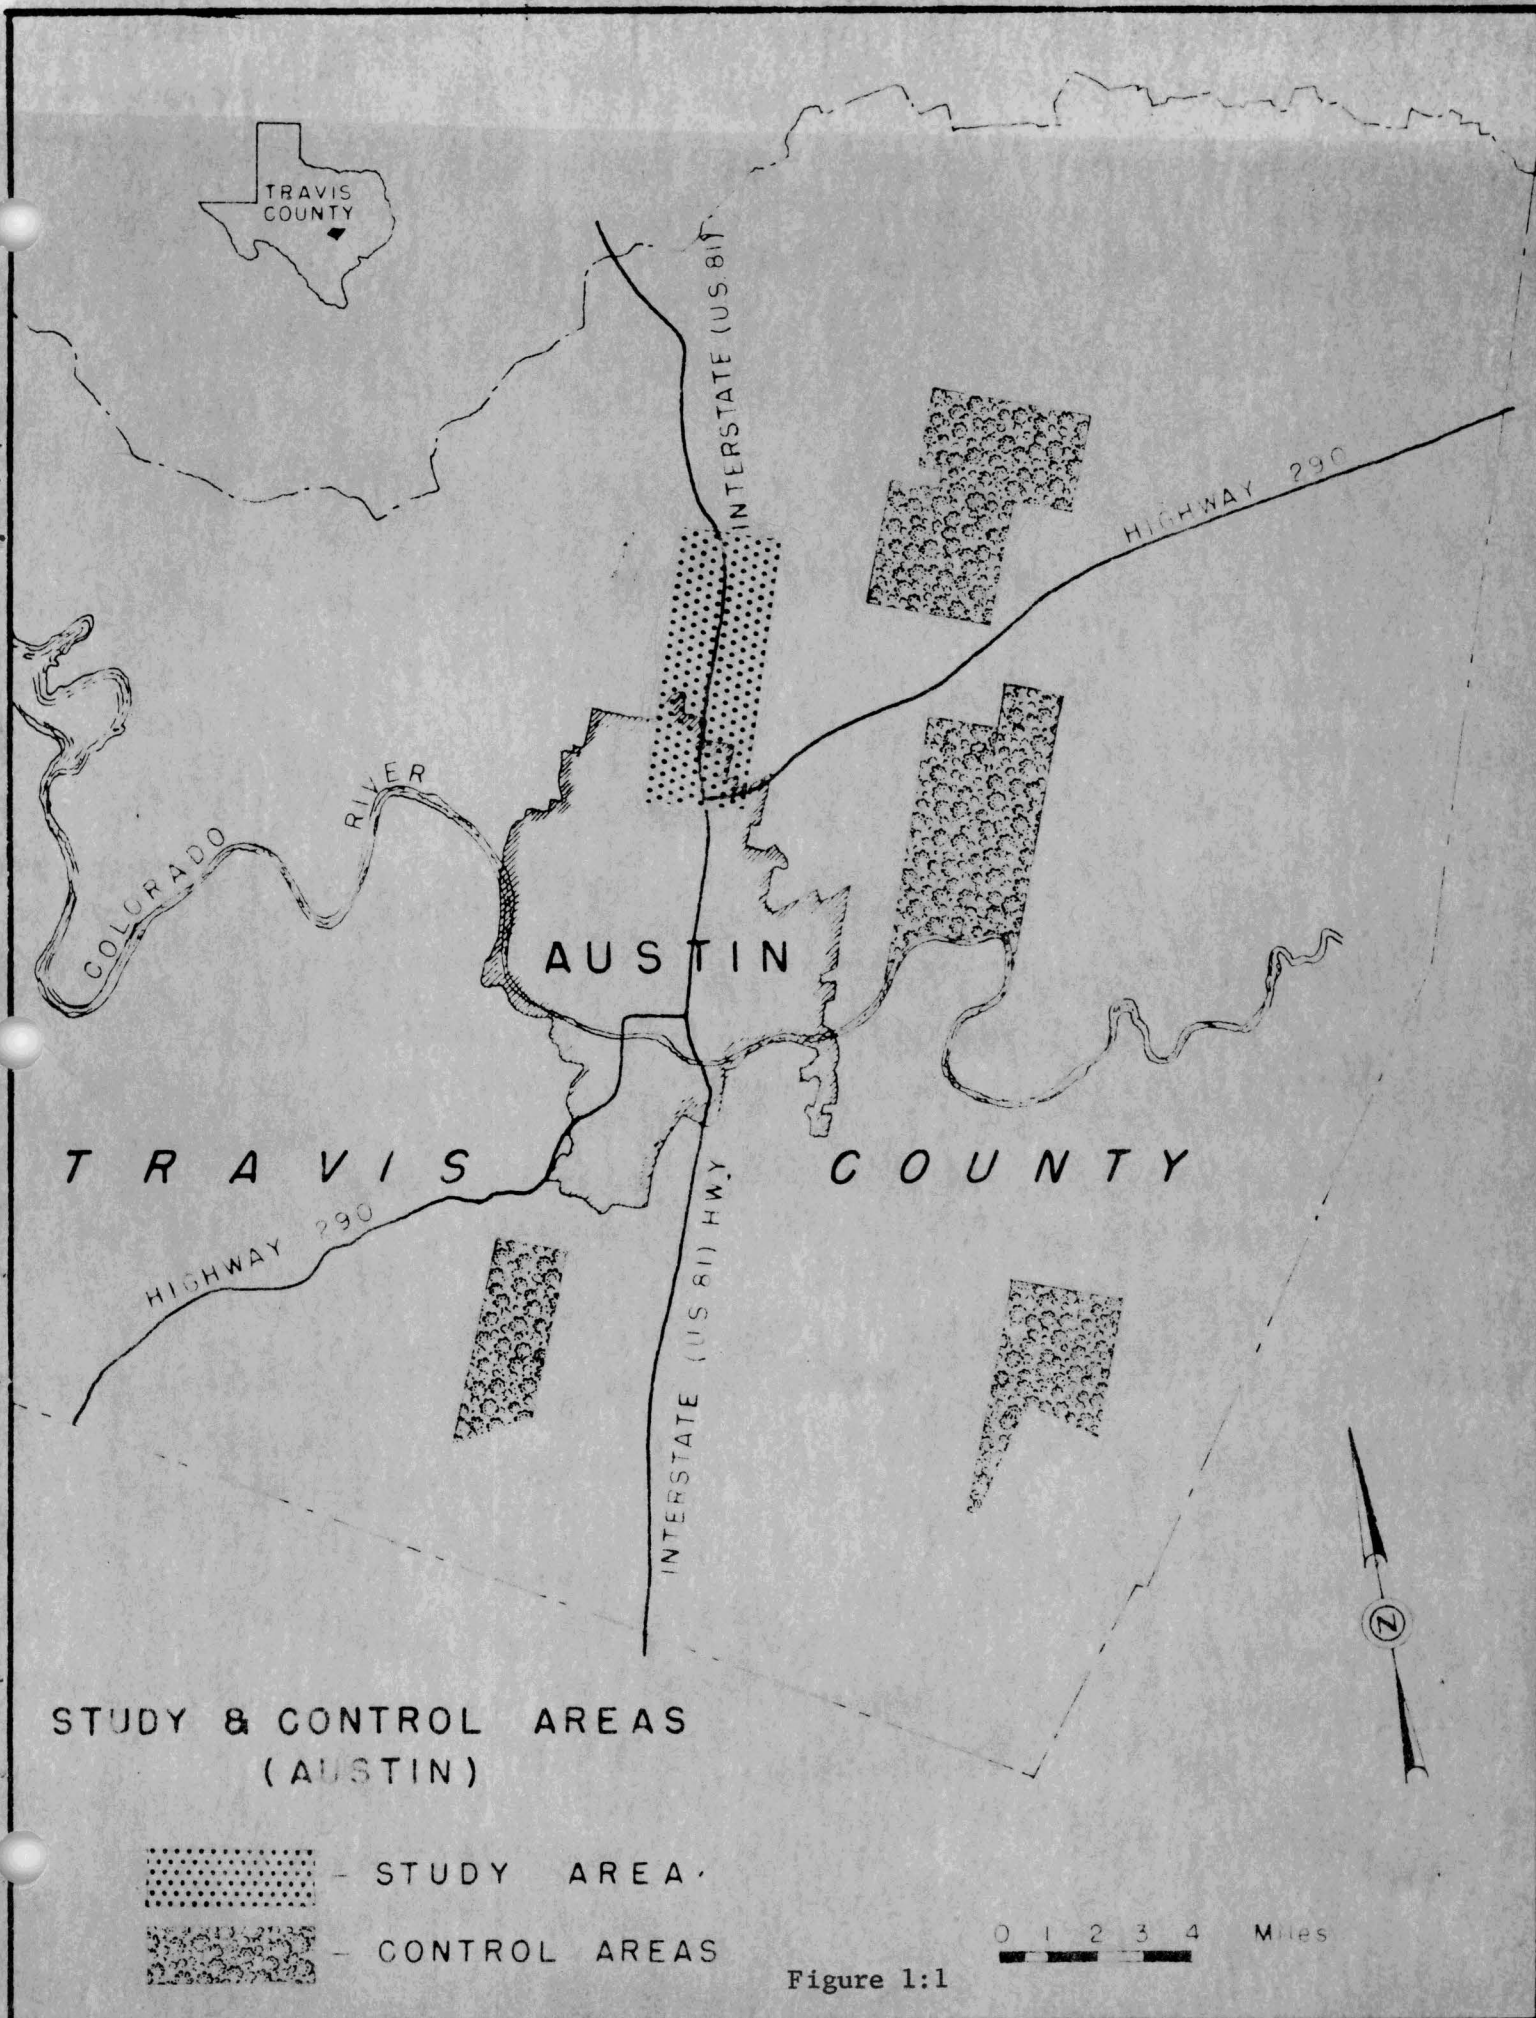 TRAVIS
COUNTY
INTERSTATE (US.81)
HIGHWAY 290
COLORADO RIVER
AUSTIN
TRAVIS COUNTY
HIGHWAY 290
INTERSTATE (US 81) HWY
N
STUDY & CONTROL AREAS
(AUSTIN)
- STUDY AREA.
- CONTROL AREAS
0 1 2 3 4 Miles
Figure 1:1